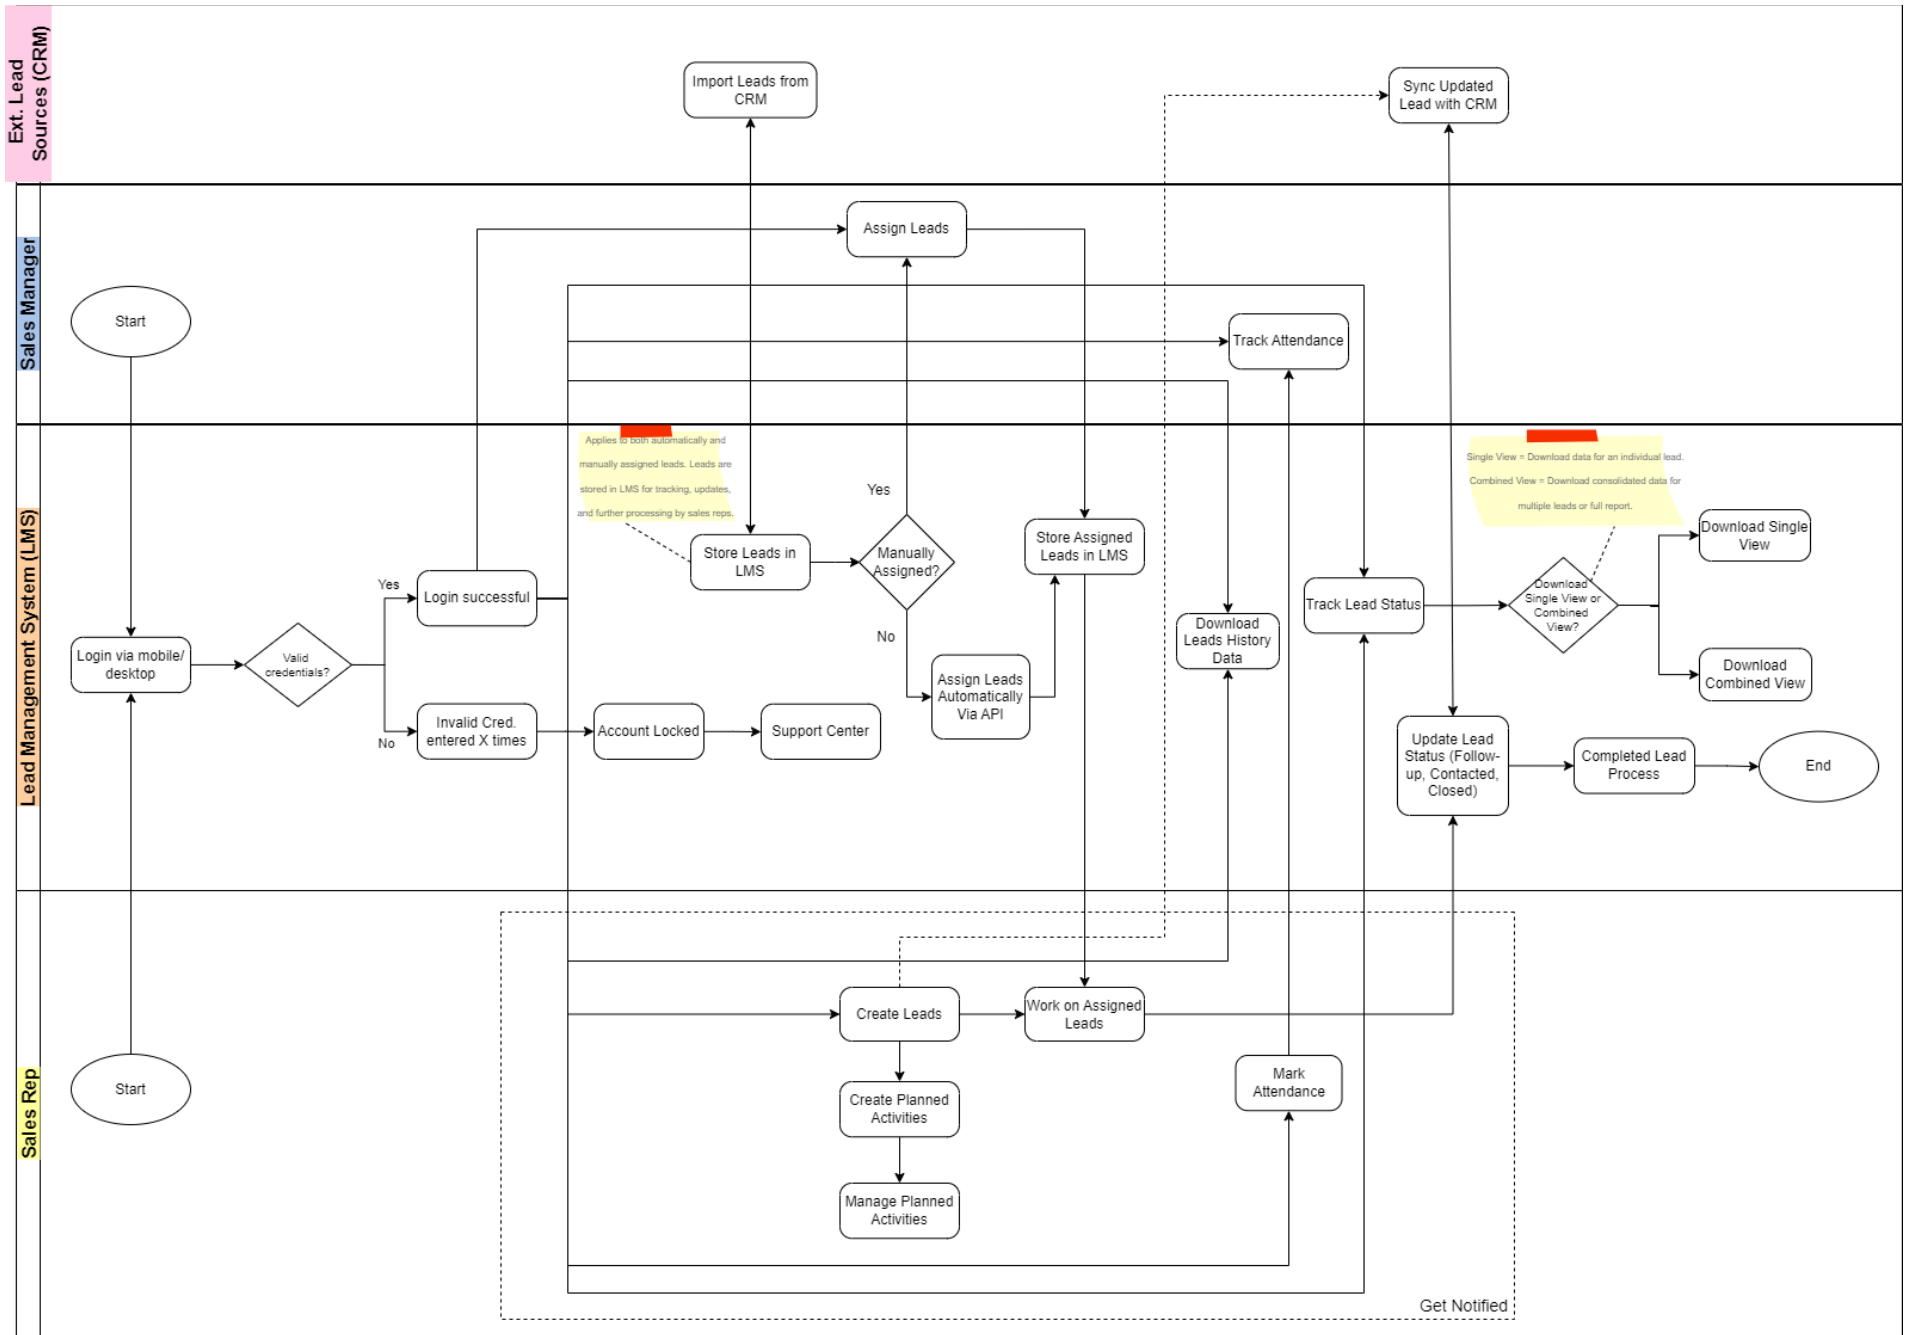 Ext. Lead
Sources (CRM)
Import Leads from
CRM
Sync Updated
Lead with CRM
Sales Manager
Start
Assign Leads
Track Attendance
Lead Management System (LMS)
Applies to both automatically and
manually assigned leads. Leads are
stored in LMS for tracking, updates,
and further processing by sales reps.
Single View = Download data for an individual lead.
Combined View = Download consolidated data for
multiple leads or full report.
Login via mobile/
desktop
Valid
credentials?
Yes
No
Login successful
Invalid Cred.
entered X times
Account Locked
Support Center
Store Leads in
LMS
Manually
Assigned?
Yes
No
Assign Leads
Automatically
Via API
Store Assigned
Leads in LMS
Download
Leads History
Data
Track Lead Status
Download
Single View or
Combined
View?
Download Single
View
Download
Combined View
Update Lead
Status (Follow-
up, Contacted,
Closed)
Completed Lead
Process
End
Sales Rep
Start
Create Leads
Work on Assigned
Leads
Create Planned
Activities
Manage Planned
Activities
Mark
Attendance
Get Notified